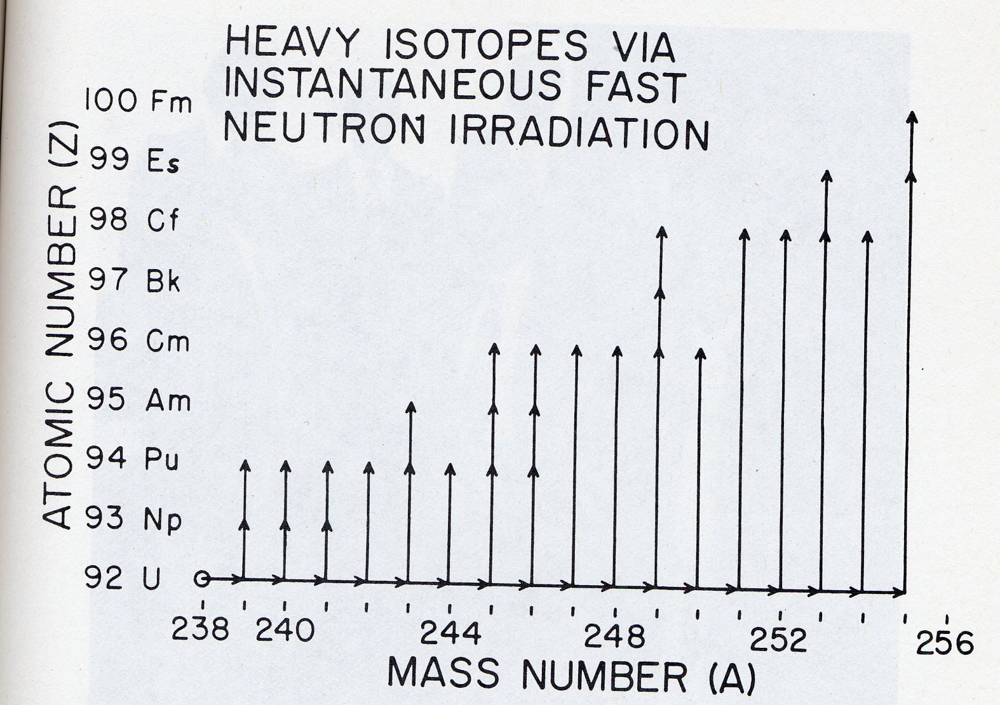 HEAVY ISOTOPES VIA
INSTANTANEOUS FAST
NEUTRON IRRADIATION
ATOMIC NUMBER (Z)
100 Fm
99 Es
98 Cf
97 Bk
96 Cm
95 Am
94 Pu
93 Np
92 U
238 240 244 248 252 256
MASS NUMBER (A)